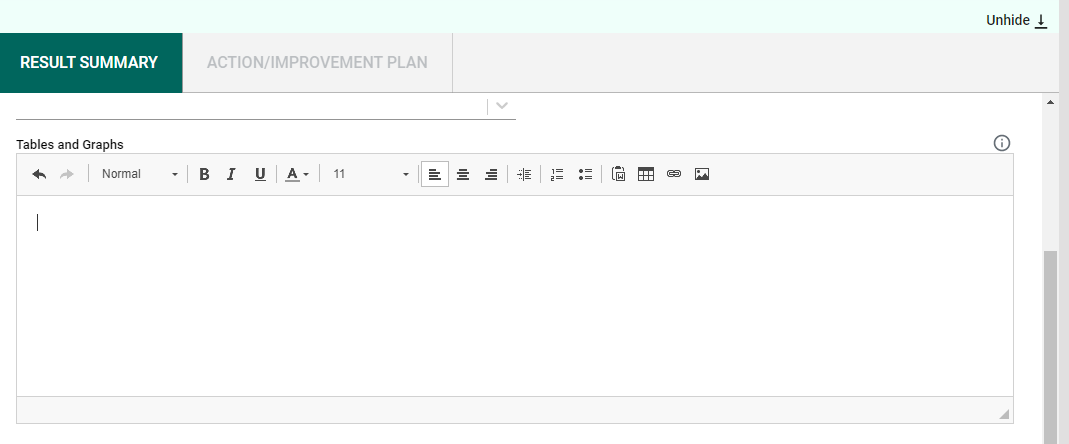 Unhide
RESULT SUMMARY
ACTION/IMPROVEMENT PLAN
Tables and Graphs
Normal B I U A 11